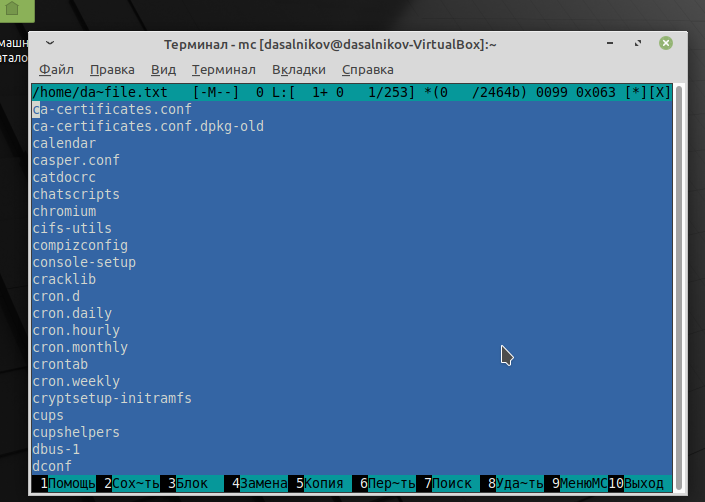 Терминал - mc [dasalnikov@dasalnikov-VirtualBox]:~
Файл Правка Вид Терминал Вкладки Справка
/home/da~file.txt [-M--] 0 L:[ 1+ 0 1/253] *(0 /2464b) 0099 0x063 [*][X]
ca-certificates.conf
ca-certificates.conf.dpkg-old
calendar
casper.conf
catdocrc
chatscripts
chromium
cifs-utils
compizconfig
console-setup
cracklib
cron.d
cron.daily
cron.hourly
cron.monthly
crontab
cron.weekly
cryptsetup-initramfs
cups
cupshelpers
dbus-1
dconf
1Помощь 2Сох~ть 3Блок 4Замена 5Копия 6Пер~ть 7Поиск 8Уда~ть 9МенюMC 10Выход